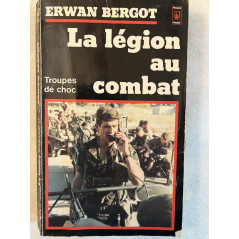 ERWAN BERGOT
La légion
au
combat
Troupes
de choc